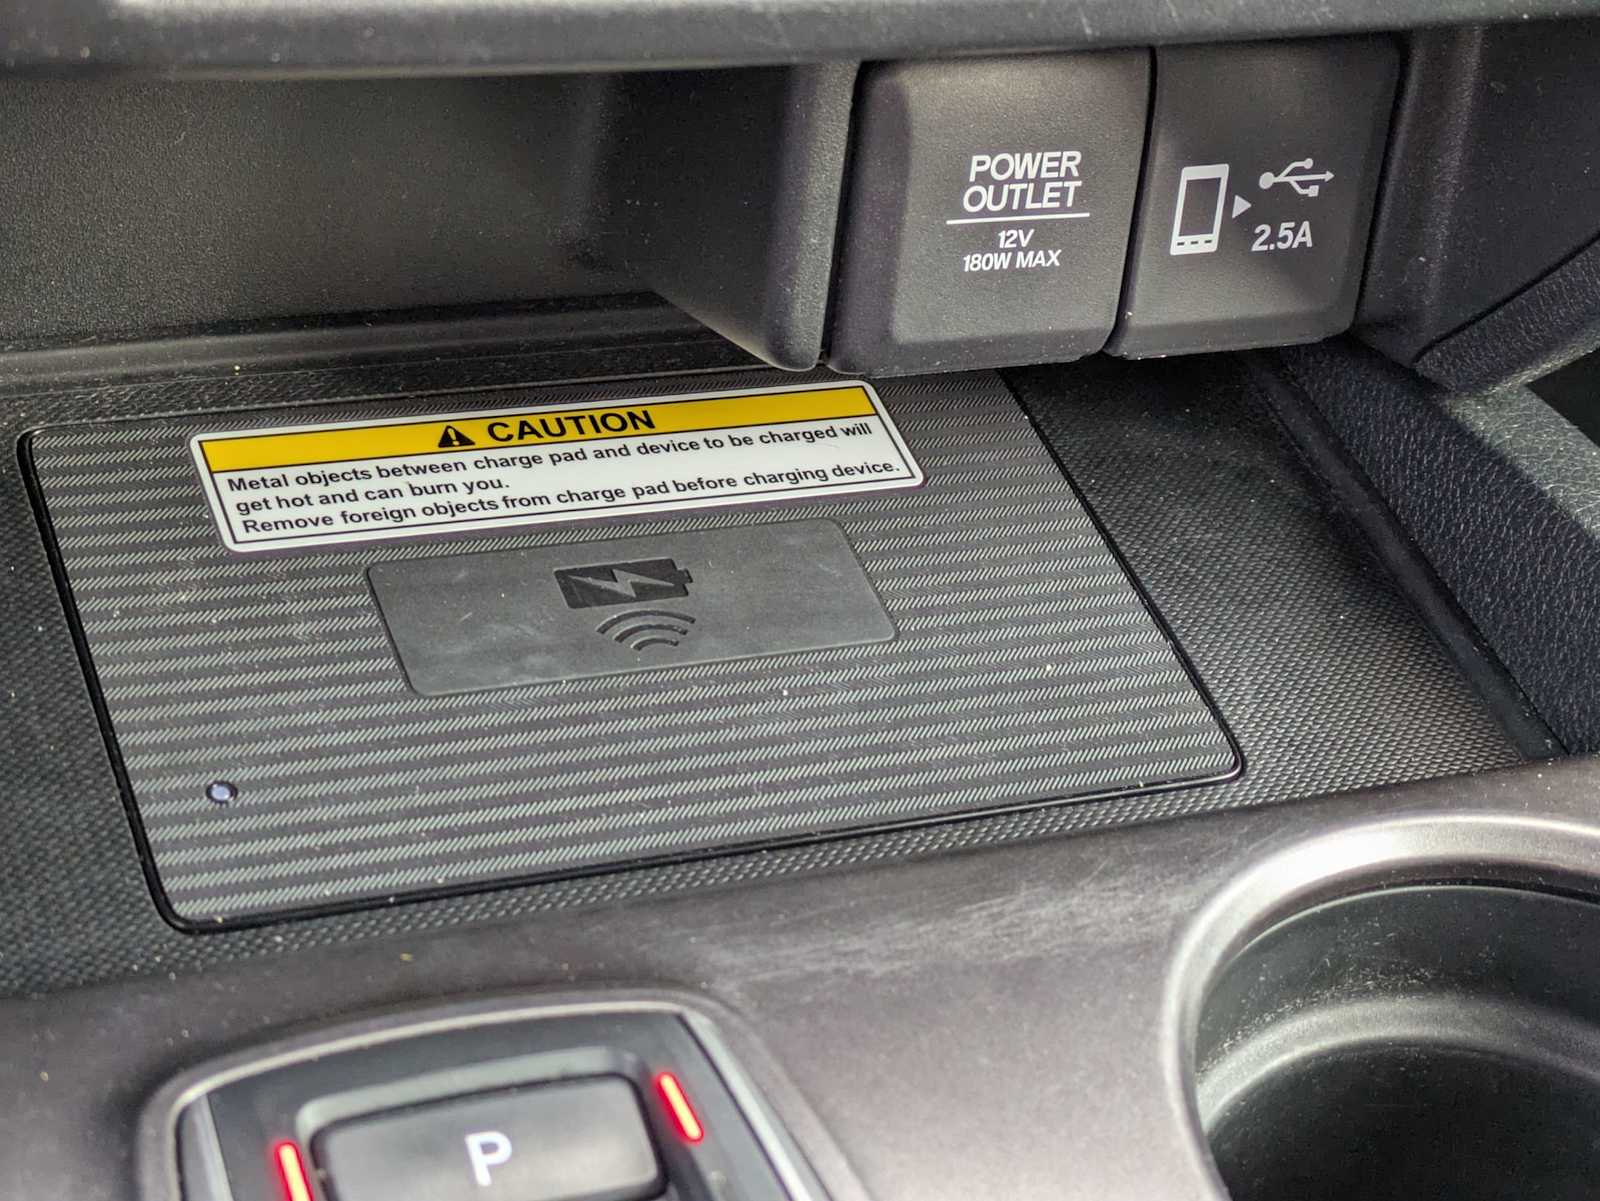 POWER
OUTLET
12V
180W MAX
2.5A
CAUTION
Metal objects between charge pad and device to be charged will
get hot and can burn you.
Remove foreign objects from charge pad before charging device.
P